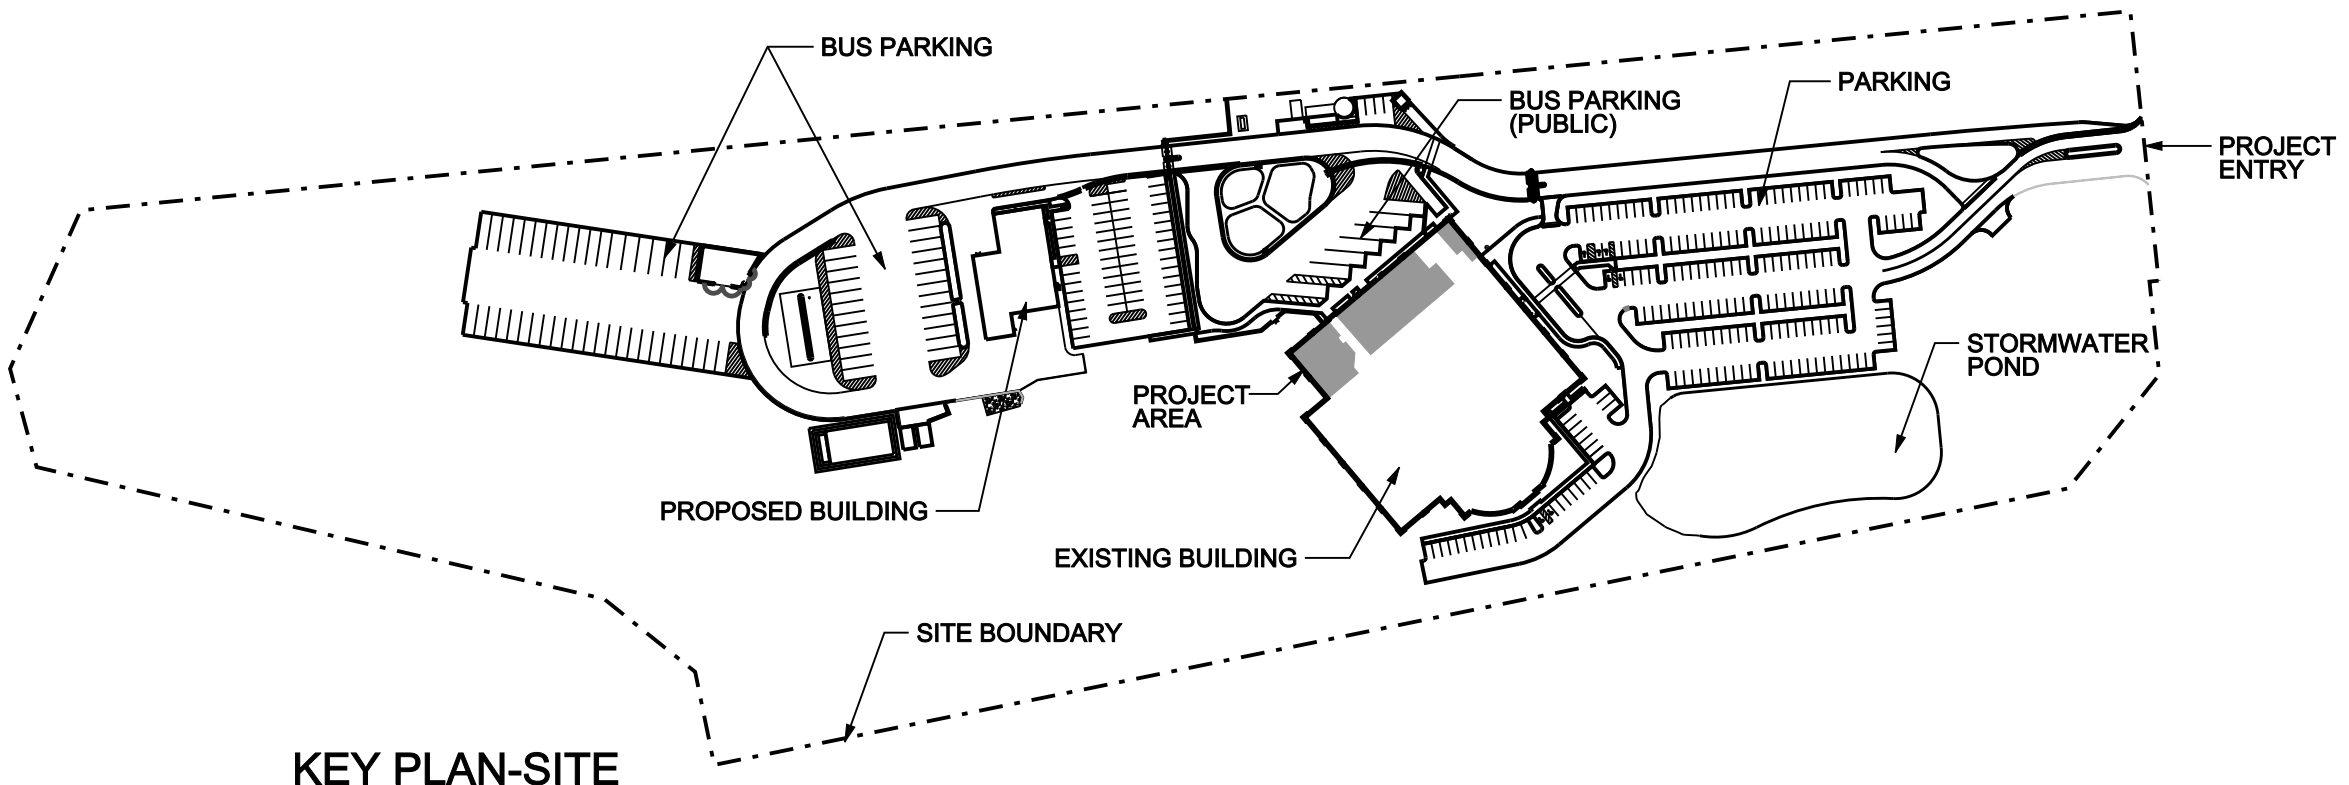 BUS PARKING
PARKING
BUS PARKING
(PUBLIC)
PROJECT
ENTRY
STORMWATER
POND
PROJECT
AREA
PROPOSED BUILDING
EXISTING BUILDING
SITE BOUNDARY
KEY PLAN-SITE